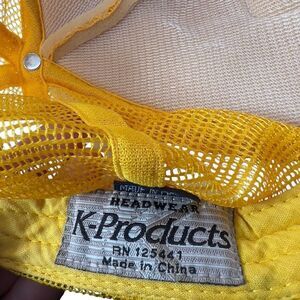 HEADWEAR
K-Products
RN 125441
Made in China